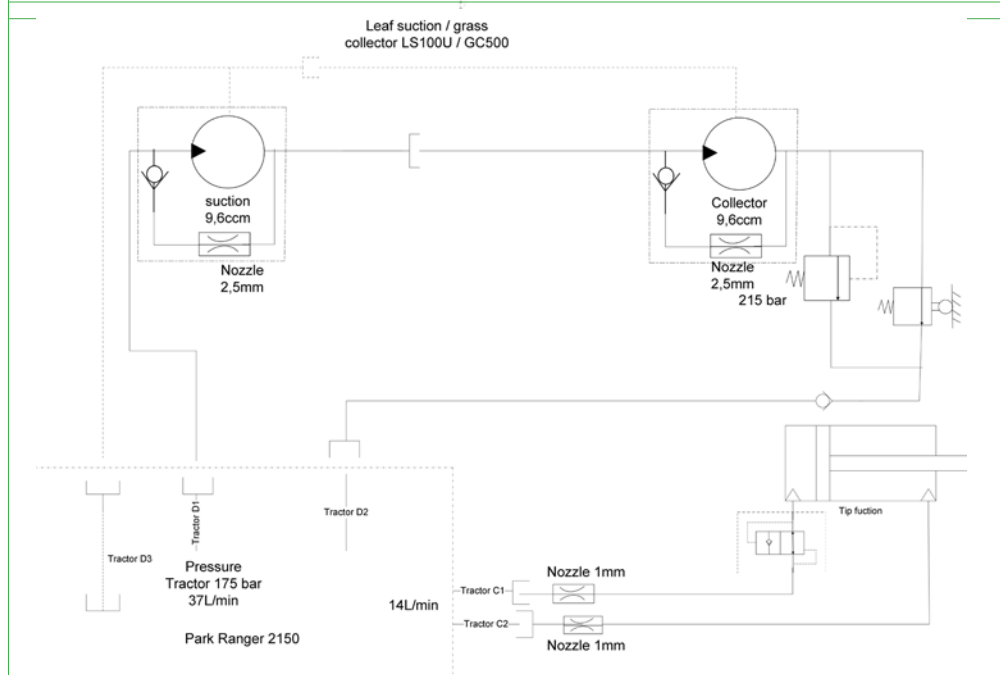 Leaf suction / grass
collector LS100U / GC500
suction
9,6ccm
Nozzle
2,5mm
Collector
9,6ccm
Nozzle
2,5mm
215 bar
Tip fuction
Tractor D1
Tractor D2
Tractor D3
Pressure
Tractor 175 bar
37L/min
14L/min
Park Ranger 2150
Tractor C1
Nozzle 1mm
Tractor C2
Nozzle 1mm